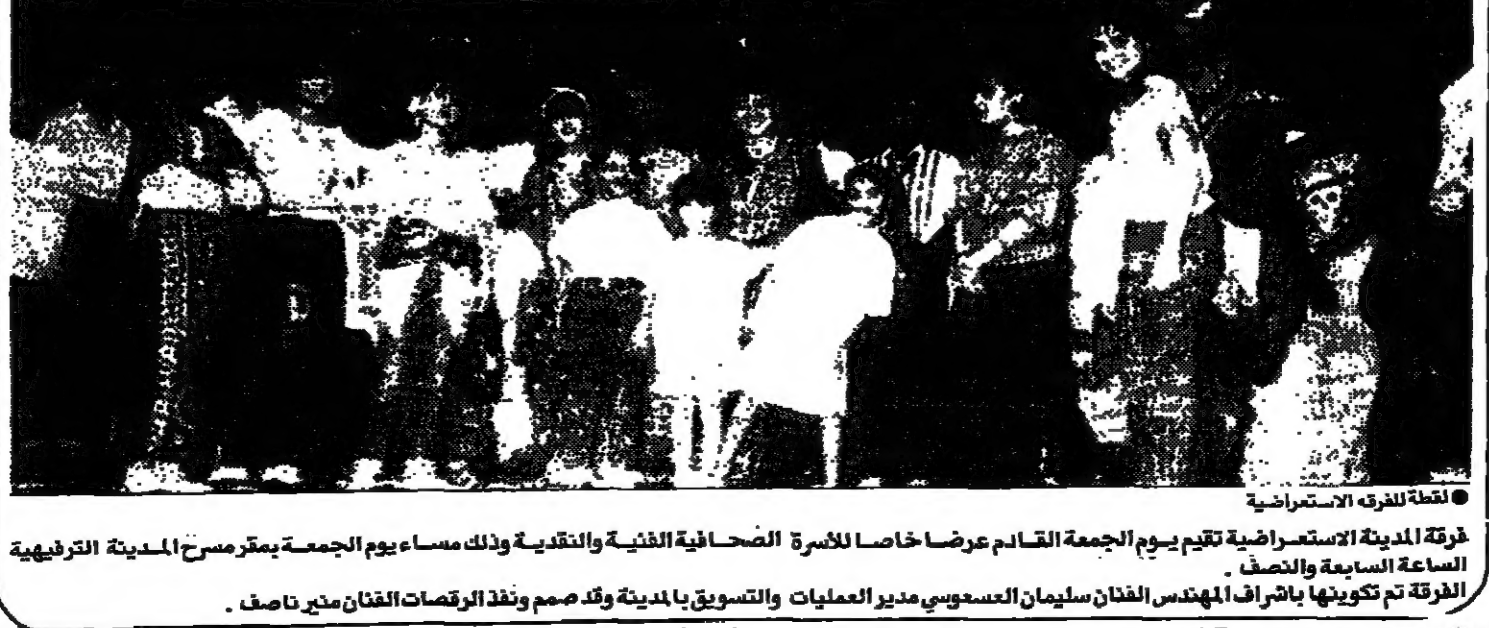 ● لقطة للفرقه الاستعراضية
فرقة المدينة الاستعراضية تقيم يوم الجمعة القادم عرضا خاصا للأسرة الصحافية الفنية والنقدية وذلك مساء يوم الجمعة بمقر مسرح المدينة الترفيهية
الساعة السابعة والنصف .
الفرقة تم تكوينها باشراف المهندس الفنان سليمان العسعوسي مدير العمليات والتسويق بالمدينة وقد صمم ونفذ الرقصات الفنان منير ناصف .